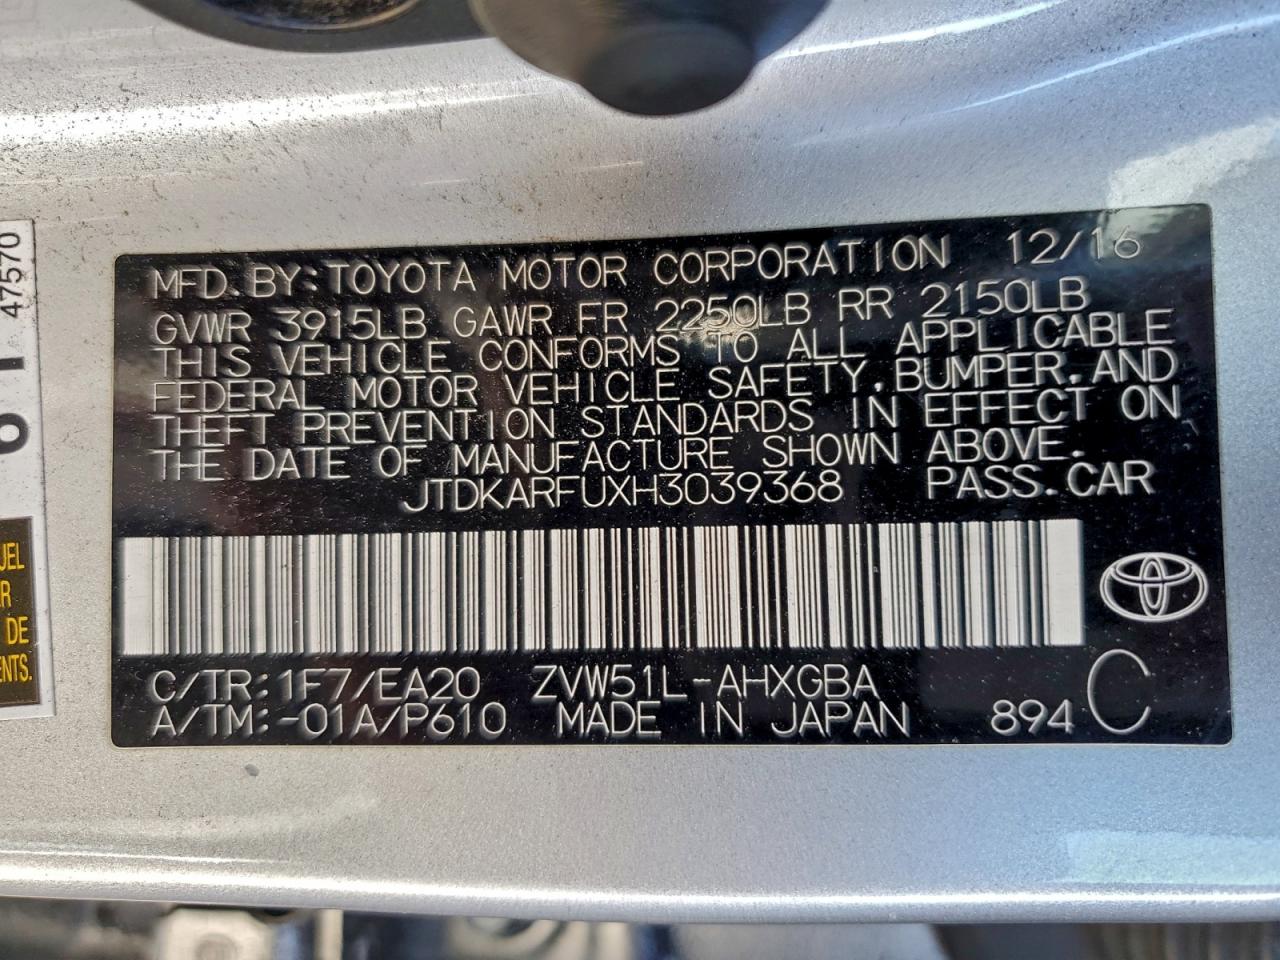 MFD. BY: TOYOTA MOTOR CORPORATION 12/16
GVWR 3915LB GAWR FR 2250LB RR 2150LB
THIS VEHICLE CONFORMS TO ALL APPLICABLE
FEDERAL MOTOR VEHICLE SAFETY, BUMPER, AND
THEFT PREVENTION STANDARDS IN EFFECT ON
THE DATE OF MANUFACTURE SHOWN ABOVE.
JTDKARFUXH3039368 PASS. CAR
C/TR: 1F7/EA20 ZVW51L-AHXGBA
A/TM: -01A/P610 MADE IN JAPAN 894 C
47570
DE